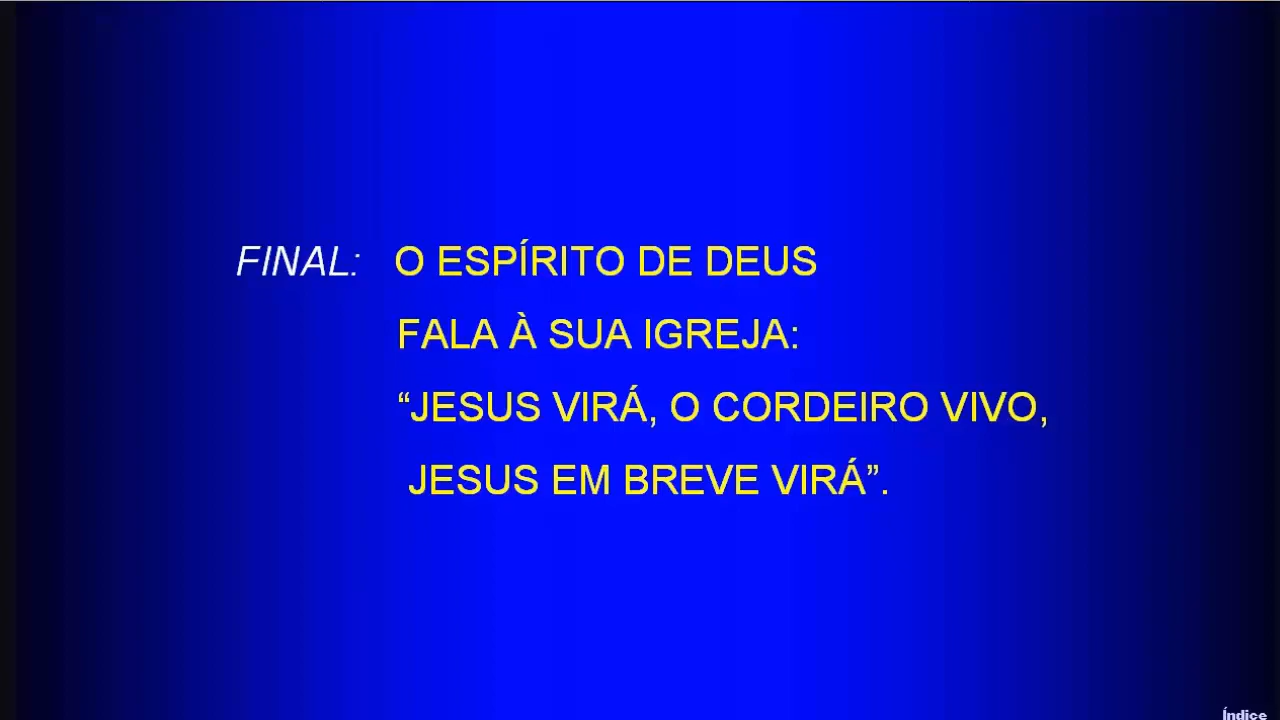 FINAL: O ESPÍRITO DE DEUS
FALA À SUA IGREJA:
“JESUS VIRÁ, O CORDEIRO VIVO,
JESUS EM BREVE VIRÁ”.
Índice